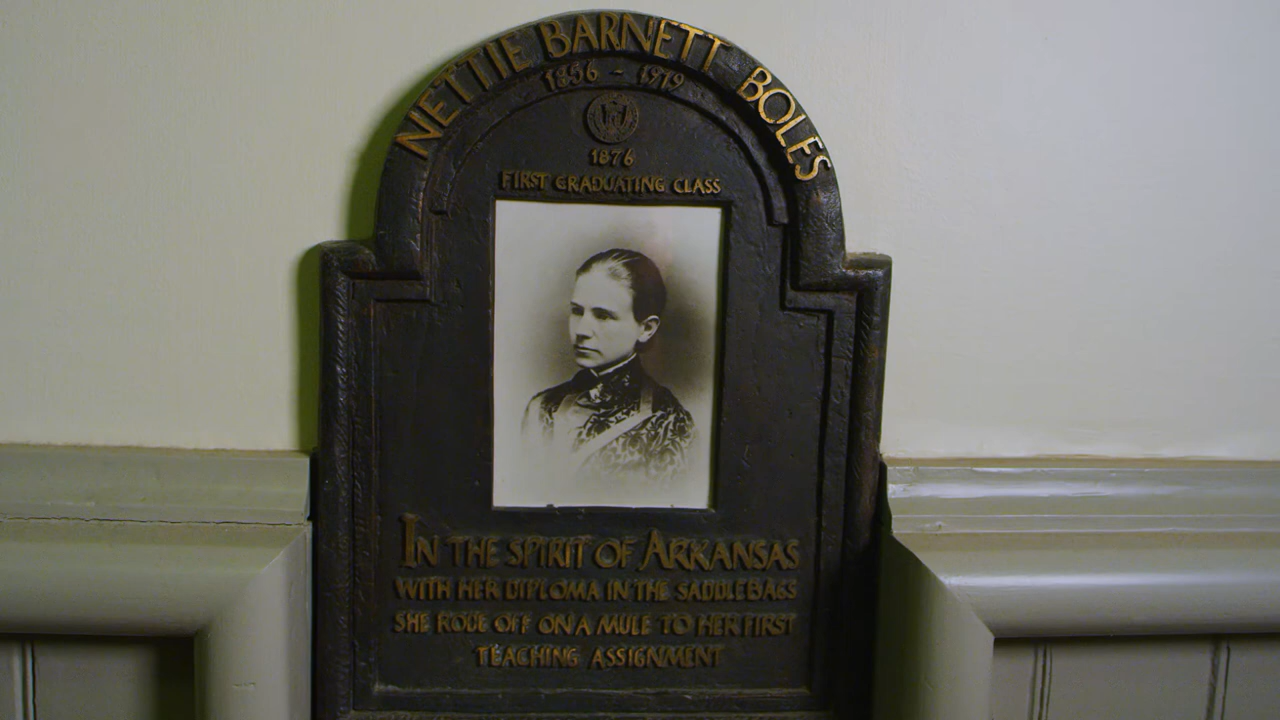 NETTIE BARNETT BOLES
1856 - 1919
1876
FIRST GRADUATING CLASS
IN THE SPIRIT OF ARKANSAS
WITH HER DIPLOMA IN THE SADDLEBAGS
SHE RODE OFF ON A MULE TO HER FIRST
TEACHING ASSIGNMENT